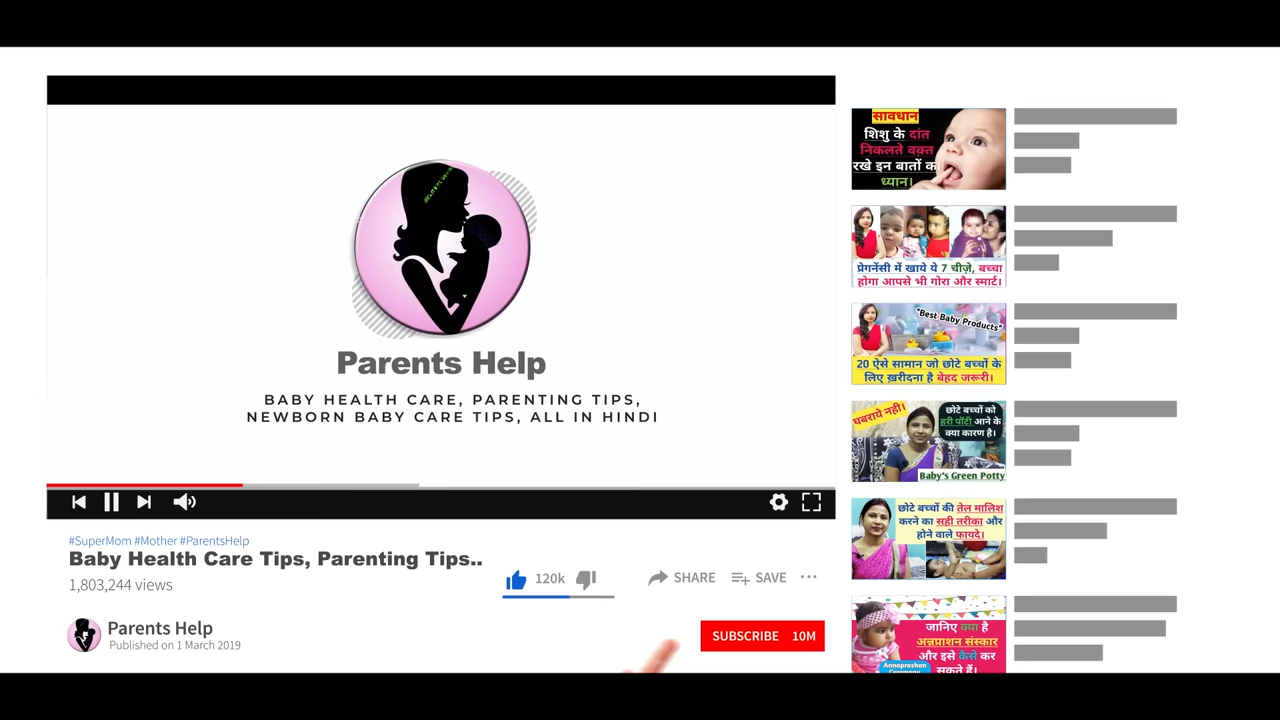 Parents Help
BABY HEALTH CARE, PARENTING TIPS,
NEWBORN BABY CARE TIPS, ALL IN HINDI
#SuperMom #Mother #ParentsHelp
Baby Health Care Tips, Parenting Tips..
1,803,244 views
120k
SHARE
SAVE
Parents Help
Published on 1 March 2019
SUBSCRIBE 10M
सावधान
शिशु के दांत
निकलते वक़्त
रखे इन बातों का
ध्यान।
प्रेगनेंसी में खाये ये 7 चीज़े, बच्चा
होगा आपसे भी गोरा और स्मार्ट।
"Best Baby Products"
20 ऐसे सामान जो छोटे बच्चों के
लिए ख़रीदना है बेहद जरूरी।
घबराये नही।
छोटे बच्चों को
हरी पॉटी आने के
क्या कारण है।
Baby's Green Potty
छोटे बच्चों की तेल मालिश
करने का सही तरीका और
होने वाले फायदे।
जानिए क्या है
अन्नप्राशन संस्कार
और इसे कैसे कर
सकते हैं।
Annaprashan
Ceremony